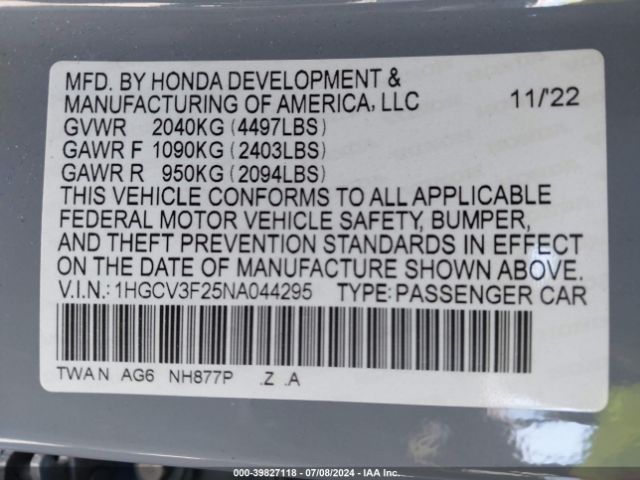 MFD. BY HONDA DEVELOPMENT &
MANUFACTURING OF AMERICA, LLC 11/'22
GVWR 2040KG (4497LBS)
GAWR F 1090KG (2403LBS)
GAWR R 950KG (2094LBS)
THIS VEHICLE CONFORMS TO ALL APPLICABLE
FEDERAL MOTOR VEHICLE SAFETY, BUMPER,
AND THEFT PREVENTION STANDARDS IN EFFECT
ON THE DATE OF MANUFACTURE SHOWN ABOVE.
V.I.N.: 1HGCV3F25NA044295 TYPE: PASSENGER CAR
TWAN AG6 NH877P .Z .A
000-39827118 | 07/08/2024 - IAAI.COM